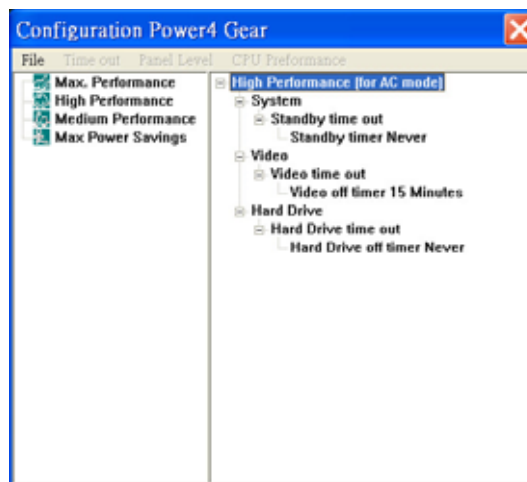 Configuration Power4 Gear
File Time out Panel Level CPU Preformance
Max. Performance
High Performance
Medium Performance
Max Power Savings
High Performance (for AC mode)
System
Standby time out
Standby timer Never
Video
Video time out
Video off timer 15 Minutes
Hard Drive
Hard Drive time out
Hard Drive off timer Never